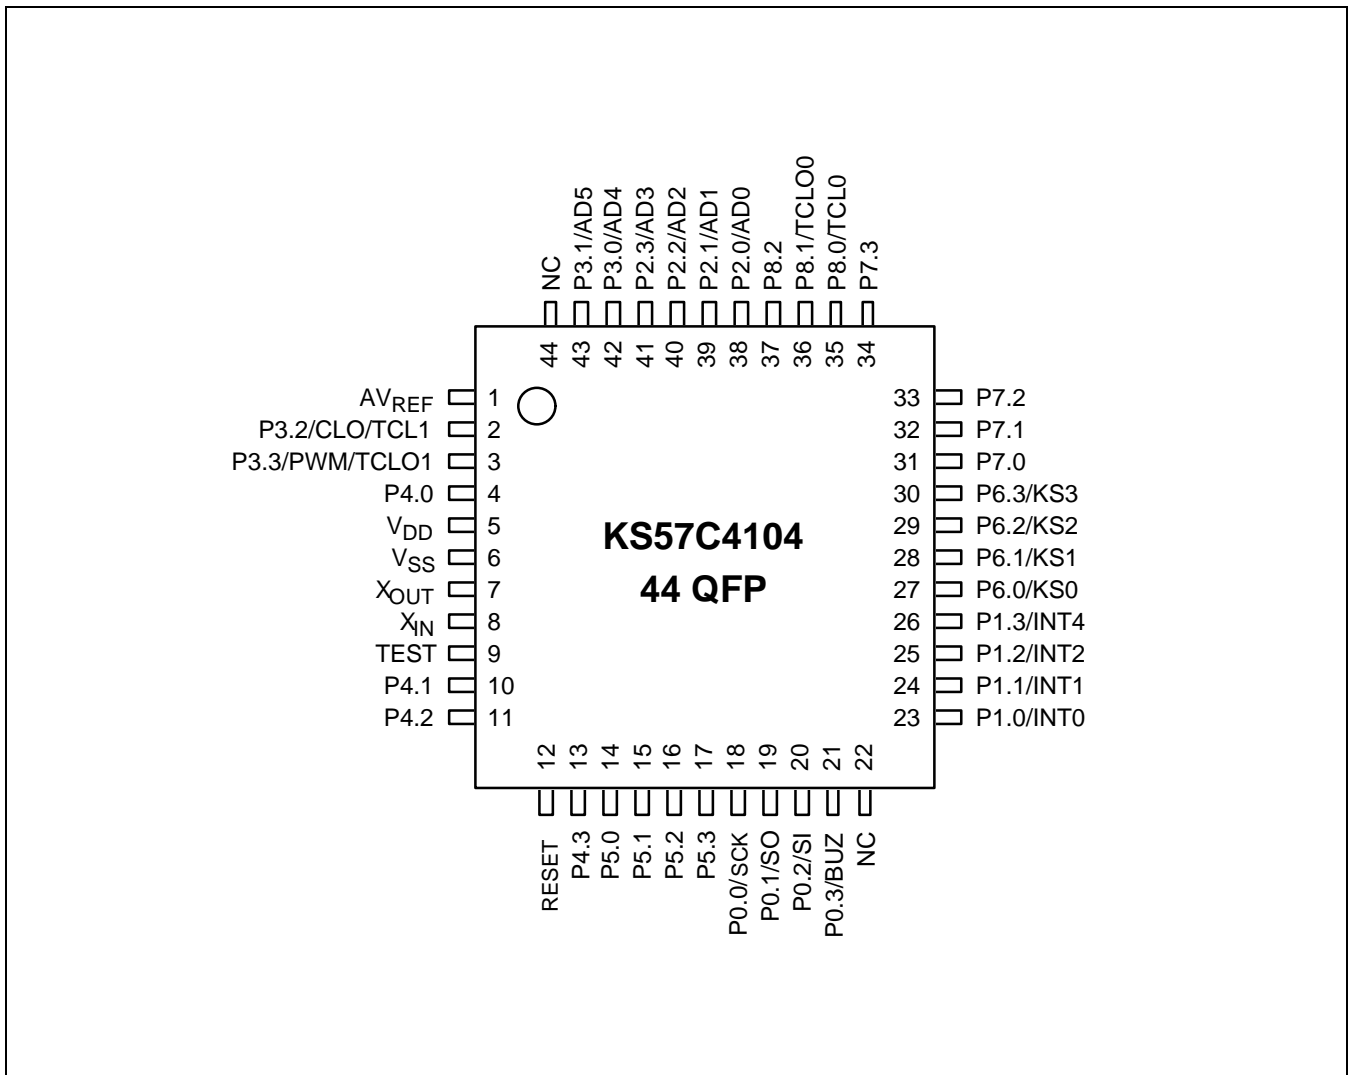 NC
P3.1/AD5
P3.0/AD4
P2.3/AD3
P2.2/AD2
P2.1/AD1
P2.0/AD0
P8.2
P8.1/TCLO0
P8.0/TCL0
P7.3
44
43
42
41
40
39
38
37
36
35
34
AVREF 1
P3.2/CLO/TCL1 2
P3.3/PWM/TCLO1 3
P4.0 4
VDD 5
VSS 6
XOUT 7
XIN 8
TEST 9
P4.1 10
P4.2 11
KS57C4104
44 QFP
33 P7.2
32 P7.1
31 P7.0
30 P6.3/KS3
29 P6.2/KS2
28 P6.1/KS1
27 P6.0/KS0
26 P1.3/INT4
25 P1.2/INT2
24 P1.1/INT1
23 P1.0/INT0
12
13
14
15
16
17
18
19
20
21
22
RESET
P4.3
P5.0
P5.1
P5.2
P5.3
P0.0/SCK
P0.1/SO
P0.2/SI
P0.3/BUZ
NC